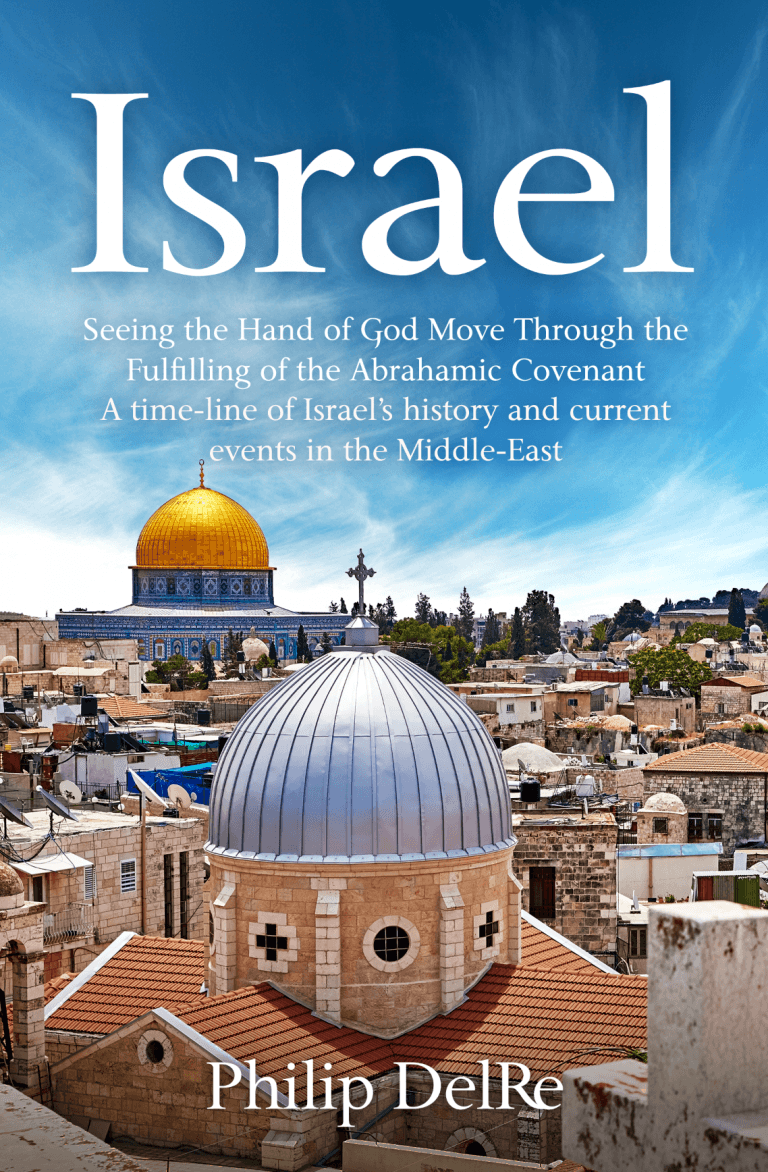 Israel
Seeing the Hand of God Move Through the
Fulfilling of the Abrahamic Covenant
A time-line of Israel’s history and current
events in the Middle-East
Philip DelRe